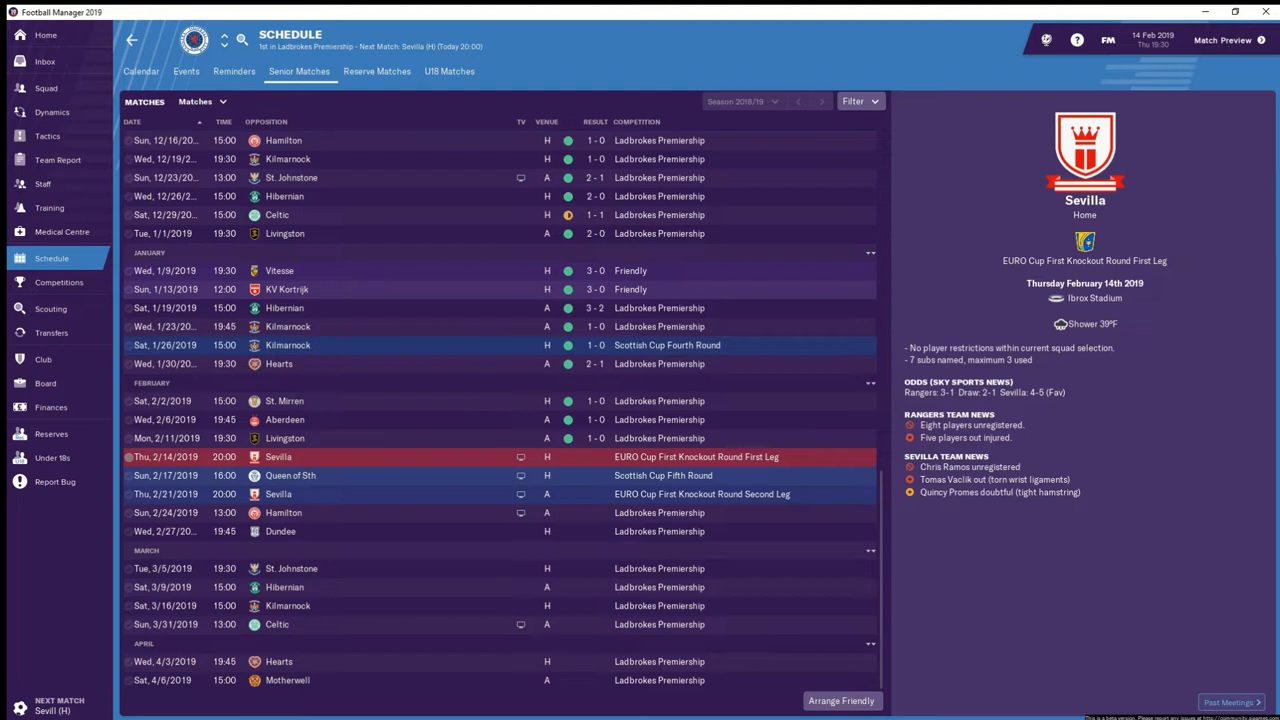 Football Manager 2019
Home
Inbox
Squad
Dynamics
Tactics
Team Report
Staff
Training
Medical Centre
Schedule
Competitions
Scouting
Transfers
Club
Board
Finances
Reserves
Under 18s
Report Bug
NEXT MATCH
Sevill (H)
SCHEDULE
1st in Ladbrokes Premiership - Next Match: Sevilla (H) (Today 20:00)
FM
14 Feb 2019
Thu 19:30
Match Preview
Calendar Events Reminders Senior Matches Reserve Matches U18 Matches
MATCHES Matches Season 2018/19 Filter
DATE TIME OPPOSITION TV VENUE RESULT COMPETITION
Sun, 12/16/20... 15:00 Hamilton H 1 - 0 Ladbrokes Premiership
Wed, 12/19/2... 19:30 Kilmarnock H 1 - 0 Ladbrokes Premiership
Sun, 12/23/20... 13:00 St. Johnstone A 2 - 1 Ladbrokes Premiership
Wed, 12/26/2... 15:00 Hibernian H 2 - 0 Ladbrokes Premiership
Sat, 12/29/20... 15:00 Celtic H 1 - 1 Ladbrokes Premiership
Tue, 1/1/2019 19:30 Livingston A 2 - 0 Ladbrokes Premiership
JANUARY
Wed, 1/9/2019 19:30 Vitesse H 3 - 0 Friendly
Sun, 1/13/2019 12:00 KV Kortrijk H 3 - 0 Friendly
Sat, 1/19/2019 15:00 Hibernian A 3 - 2 Ladbrokes Premiership
Wed, 1/23/2019 19:45 Kilmarnock A 1 - 0 Ladbrokes Premiership
Sat, 1/26/2019 15:00 Kilmarnock H 1 - 0 Scottish Cup Fourth Round
Wed, 1/30/2019 19:30 Hearts A 2 - 1 Ladbrokes Premiership
FEBRUARY
Sat, 2/2/2019 15:00 St. Mirren H 1 - 0 Ladbrokes Premiership
Wed, 2/6/2019 19:45 Aberdeen A 1 - 0 Ladbrokes Premiership
Mon, 2/11/2019 19:30 Livingston A 1 - 0 Ladbrokes Premiership
Thu, 2/14/2019 20:00 Sevilla H EURO Cup First Knockout Round First Leg
Sun, 2/17/2019 16:00 Queen of Sth H Scottish Cup Fifth Round
Thu, 2/21/2019 20:00 Sevilla A EURO Cup First Knockout Round Second Leg
Sun, 2/24/2019 13:00 Hamilton A Ladbrokes Premiership
Wed, 2/27/20... 19:45 Dundee H Ladbrokes Premiership
MARCH
Tue, 3/5/2019 19:30 St. Johnstone H Ladbrokes Premiership
Sat, 3/9/2019 15:00 Hibernian A Ladbrokes Premiership
Sat, 3/16/2019 15:00 Kilmarnock H Ladbrokes Premiership
Sun, 3/31/2019 13:00 Celtic A Ladbrokes Premiership
APRIL
Wed, 4/3/2019 19:45 Hearts H Ladbrokes Premiership
Sat, 4/6/2019 15:00 Motherwell A Ladbrokes Premiership
Arrange Friendly
Sevilla
Home
EURO Cup First Knockout Round First Leg
Thursday February 14th 2019
Ibrox Stadium
Shower 39°F
- No player restrictions within current squad selection.
- 7 subs named, maximum 3 used
ODDS (SKY SPORTS NEWS)
Rangers: 3-1 Draw: 2-1 Sevilla: 4-5 (Fav)
RANGERS TEAM NEWS
Eight players unregistered.
Five players out injured.
SEVILLA TEAM NEWS
Chris Ramos unregistered
Tomas Vaclik out (torn wrist ligaments)
Quincy Promes doubtful (tight hamstring)
Past Meetings